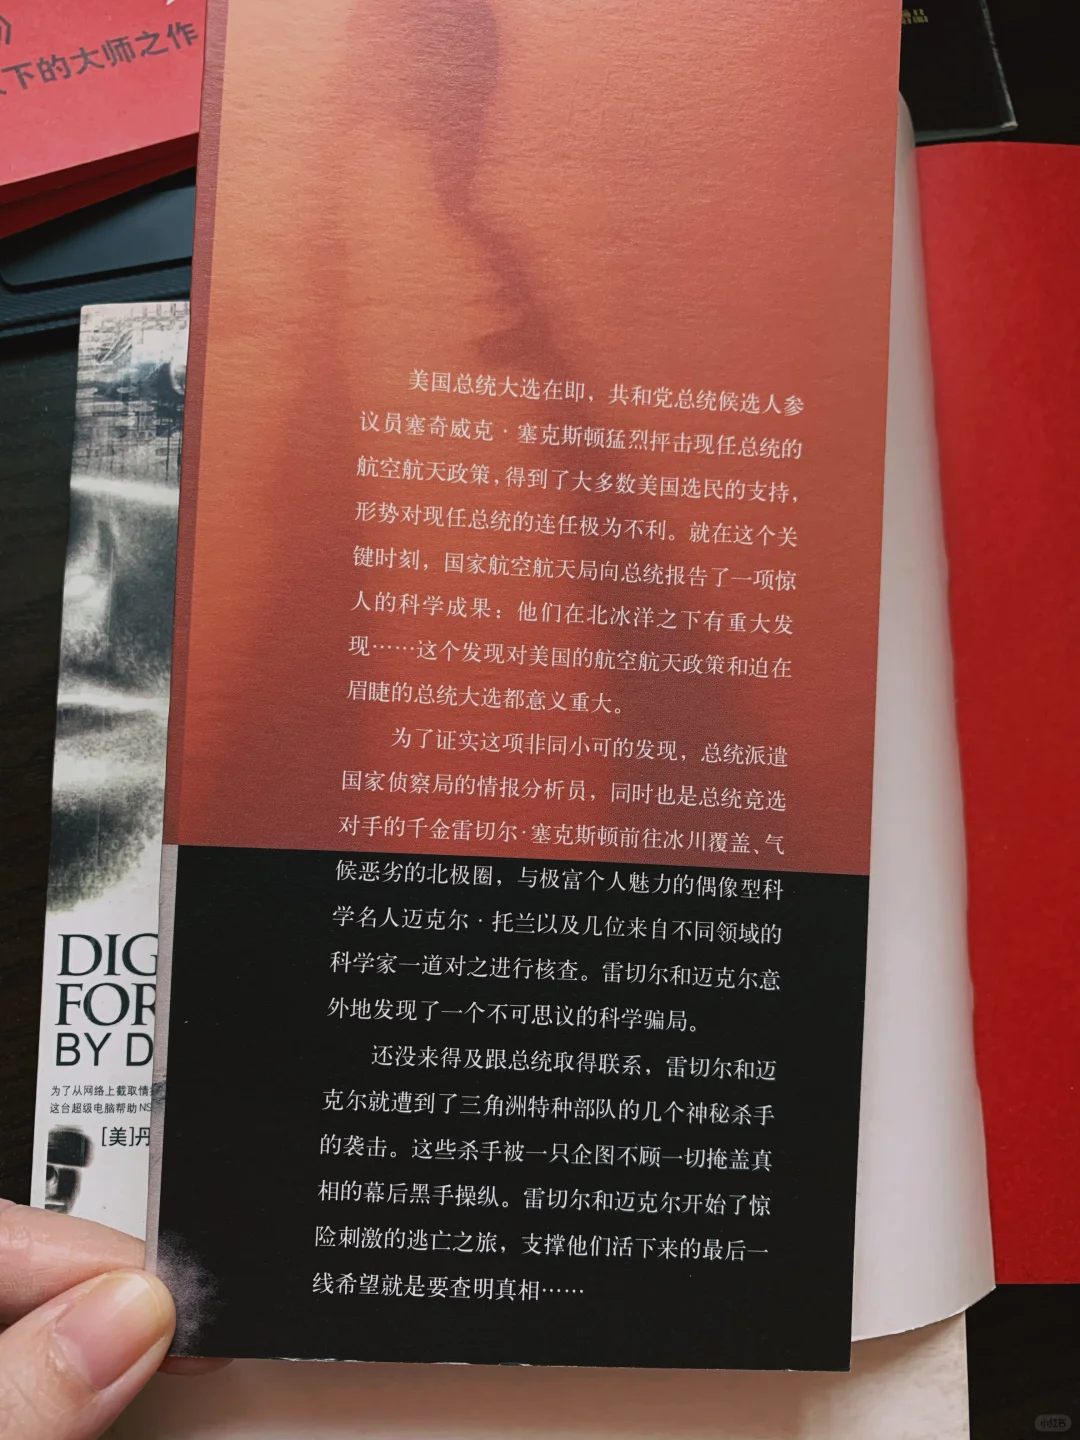 下的大师之作
美国总统大选在即，共和党总统候选人参
议员塞奇威克·塞克斯顿猛烈抨击现任总统的
航空航天政策，得到了大多数美国选民的支持，
形势对现任总统的连任极为不利。就在这个关
键时刻，国家航空航天局向总统报告了一项惊
人的科学成果：他们在北冰洋之下有重大发
现……这个发现对美国的航空航天政策和迫在
眉睫的总统大选都意义重大。
为了证实这项非同小可的发现，总统派遣
国家侦察局的情报分析员，同时也是总统竞选
对手的千金雷切尔·塞克斯顿前往冰川覆盖、气
候恶劣的北极圈，与极富个人魅力的偶像型科
学名人迈克尔·托兰以及几位来自不同领域的
科学家一道对之进行核查。雷切尔和迈克尔意
外地发现了一个不可思议的科学骗局。
还没来得及跟总统取得联系，雷切尔和迈
克尔就遭到了三角洲特种部队的几个神秘杀手
的袭击。这些杀手被一只企图不顾一切掩盖真
相的幕后黑手操纵。雷切尔和迈克尔开始了惊
险刺激的逃亡之旅，支撑他们活下来的最后一
线希望就是要查明真相……
DIG
FOR
BY D
为了从网络上截取情
这台超级电脑帮助NS
[美]丹